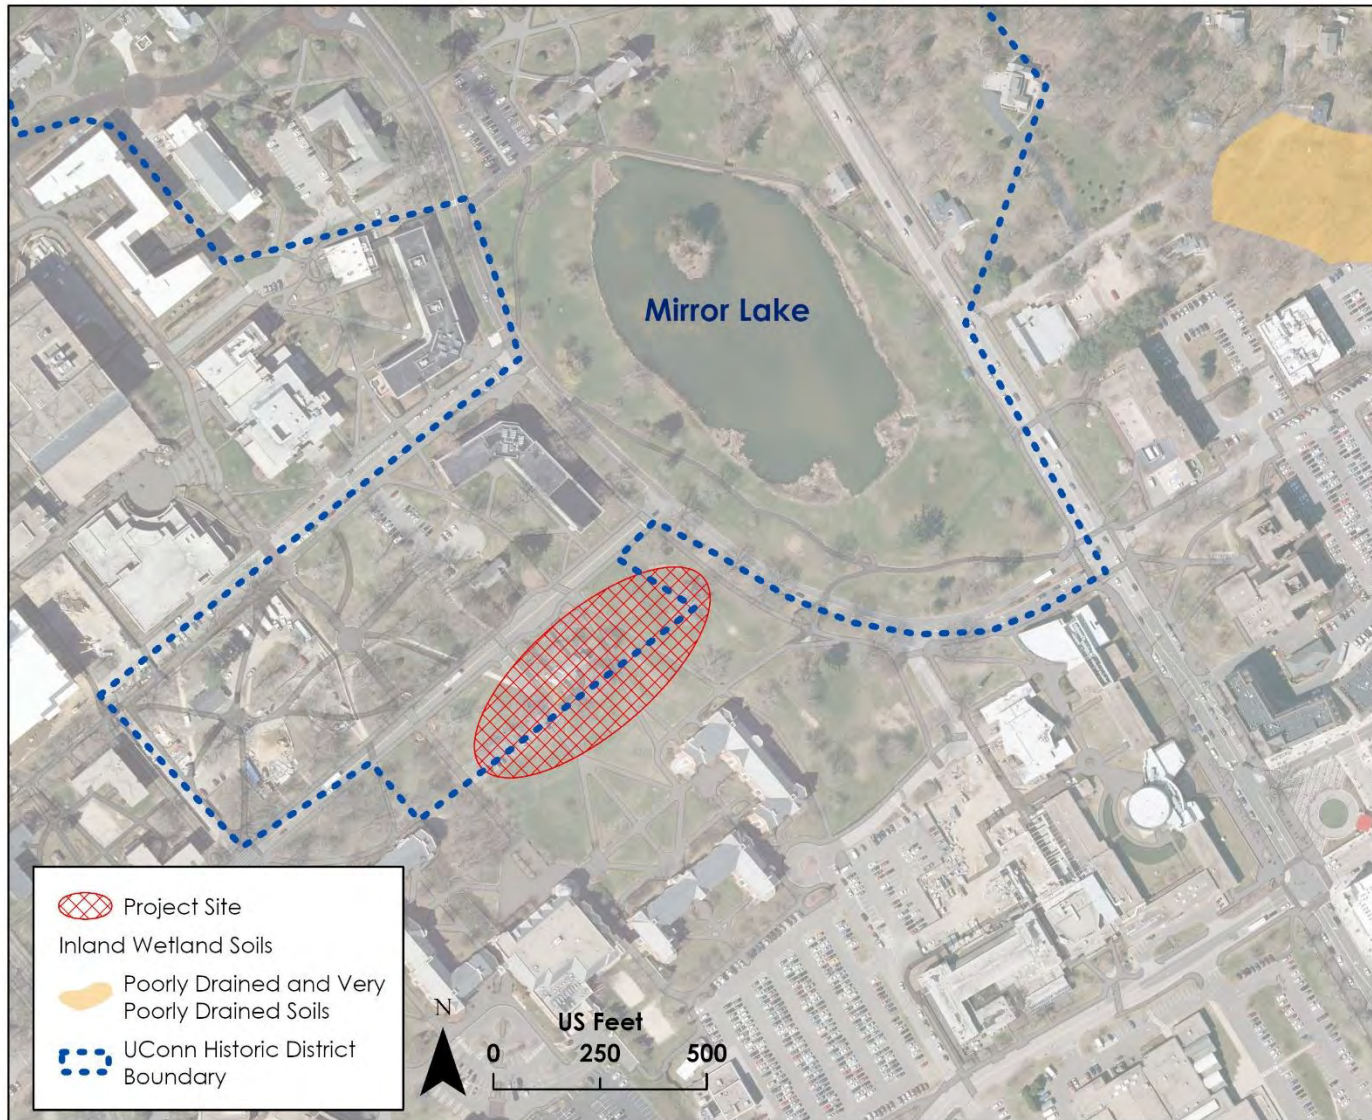 Mirror Lake
Project Site
Inland Wetland Soils
Poorly Drained and Very
Poorly Drained Soils
UConn Historic District
Boundary
N
US Feet
0 250 500